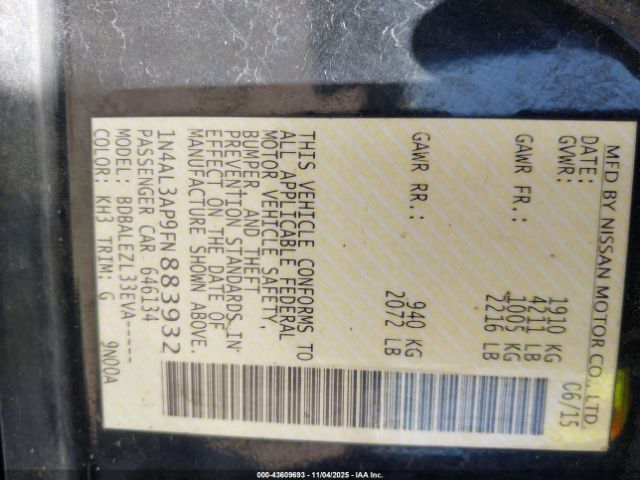 MFD BY NISSAN MOTOR CO., LTD.
DATE: 06/15
GVWR: 1910 KG
4211 LB
GAWR FR.: 1005 KG
2216 LB
GAWR RR.: 940 KG
2072 LB
THIS VEHICLE CONFORMS TO
ALL APPLICABLE FEDERAL
MOTOR VEHICLE SAFETY,
BUMPER AND THEFT
PREVENTION STANDARDS IN
EFFECT ON THE DATE OF
MANUFACTURE SHOWN ABOVE.
1N4AL3AP9FN883932
PASSENGER CAR 646134
MODEL: BDBALEZL33EVA-----
COLOR: KH3 TRIM: G 9N00A
000-43609693 - 11/04/2025 - IAA Inc.